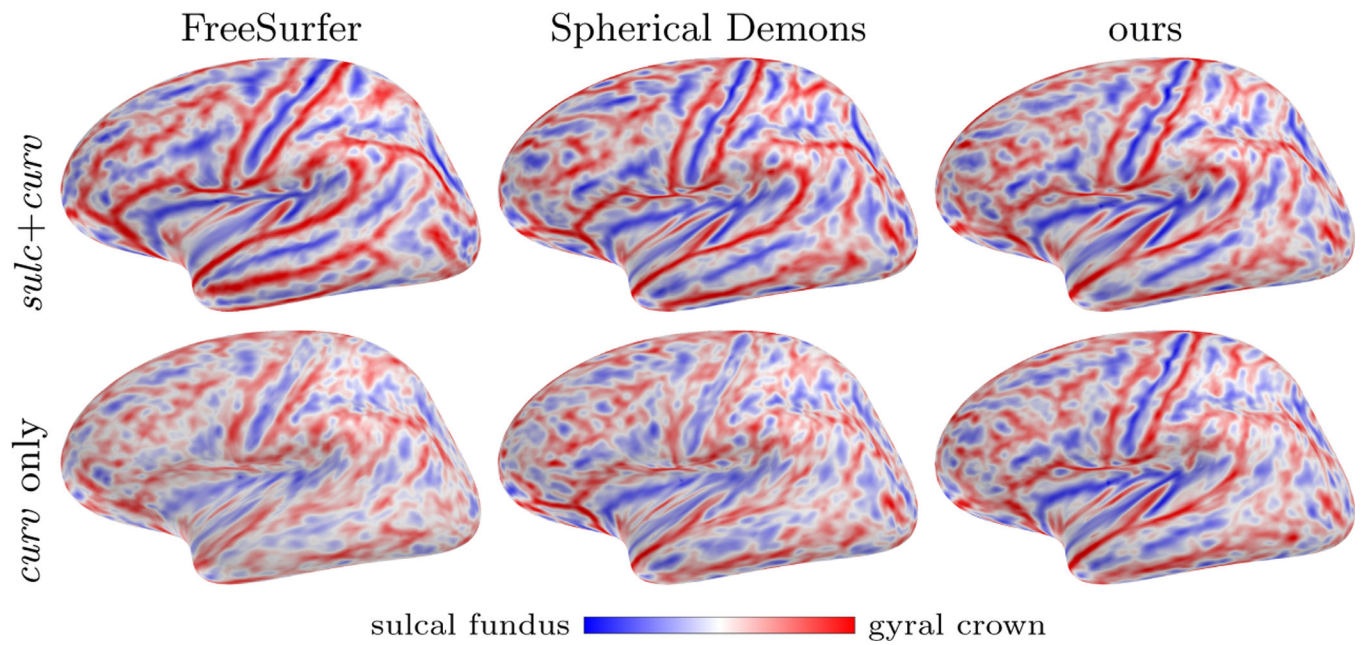 FreeSurfer
Spherical Demons
ours
sulc+curv
curv only
sulcal fundus
gyral crown